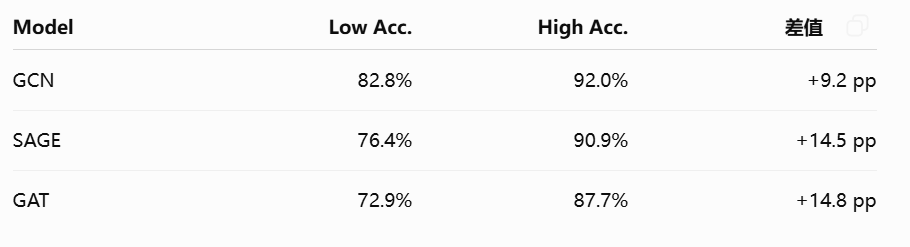 Model Low Acc. High Acc. 差值
GCN 82.8% 92.0% +9.2 pp
SAGE 76.4% 90.9% +14.5 pp
GAT 72.9% 87.7% +14.8 pp